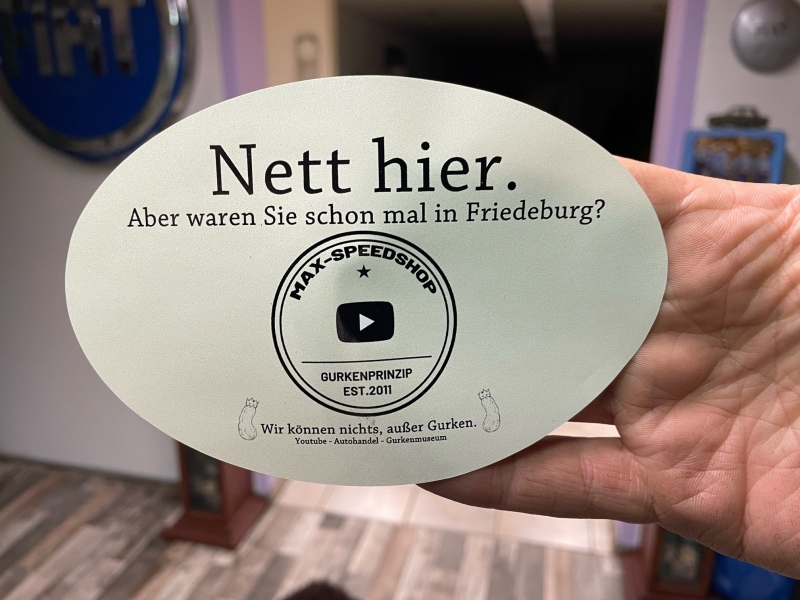 FIAT
Nett hier.
Aber waren Sie schon mal in Friedeburg?
MAX-SPEEDSHOP
GURKENPRINZIP
EST.2011
Wir können nichts, außer Gurken.
Youtube - Autohandel - Gurkenmuseum